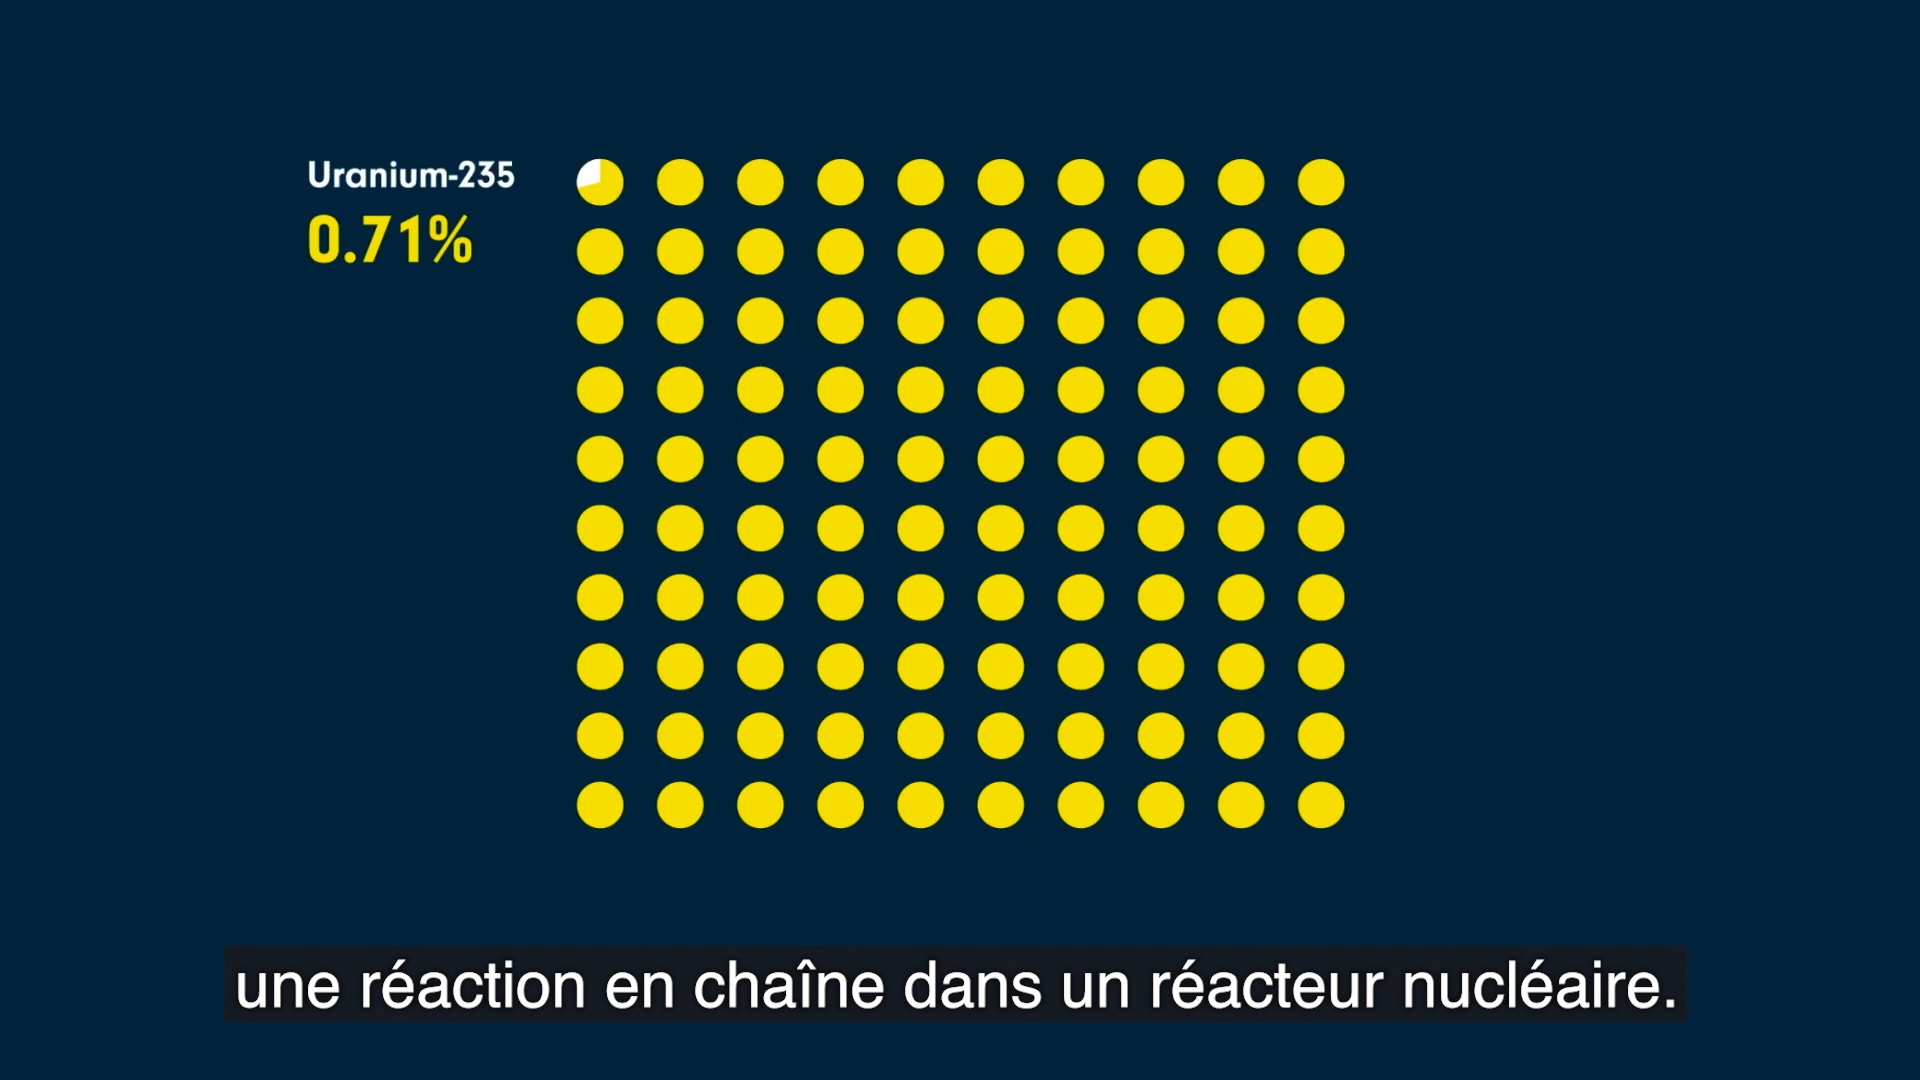 Uranium-235
0.71%
une réaction en chaîne dans un réacteur nucléaire.